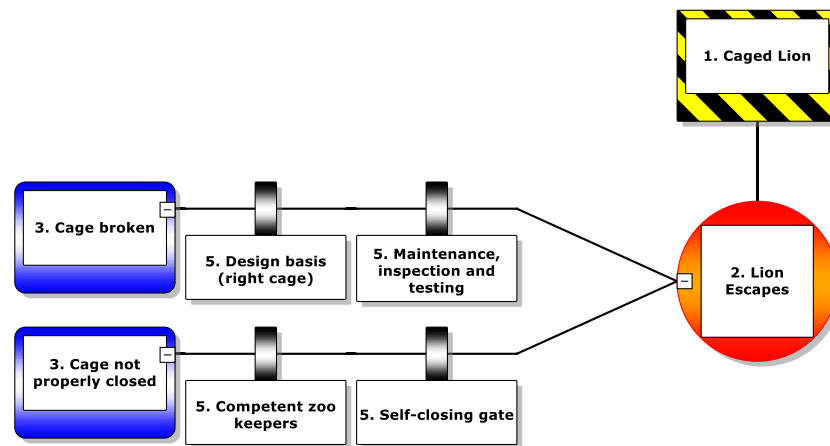 1. Caged Lion
3. Cage broken
5. Design basis
(right cage)
5. Maintenance,
inspection and
testing
2. Lion
Escapes
3. Cage not
properly closed
5. Competent zoo
keepers
5. Self-closing gate